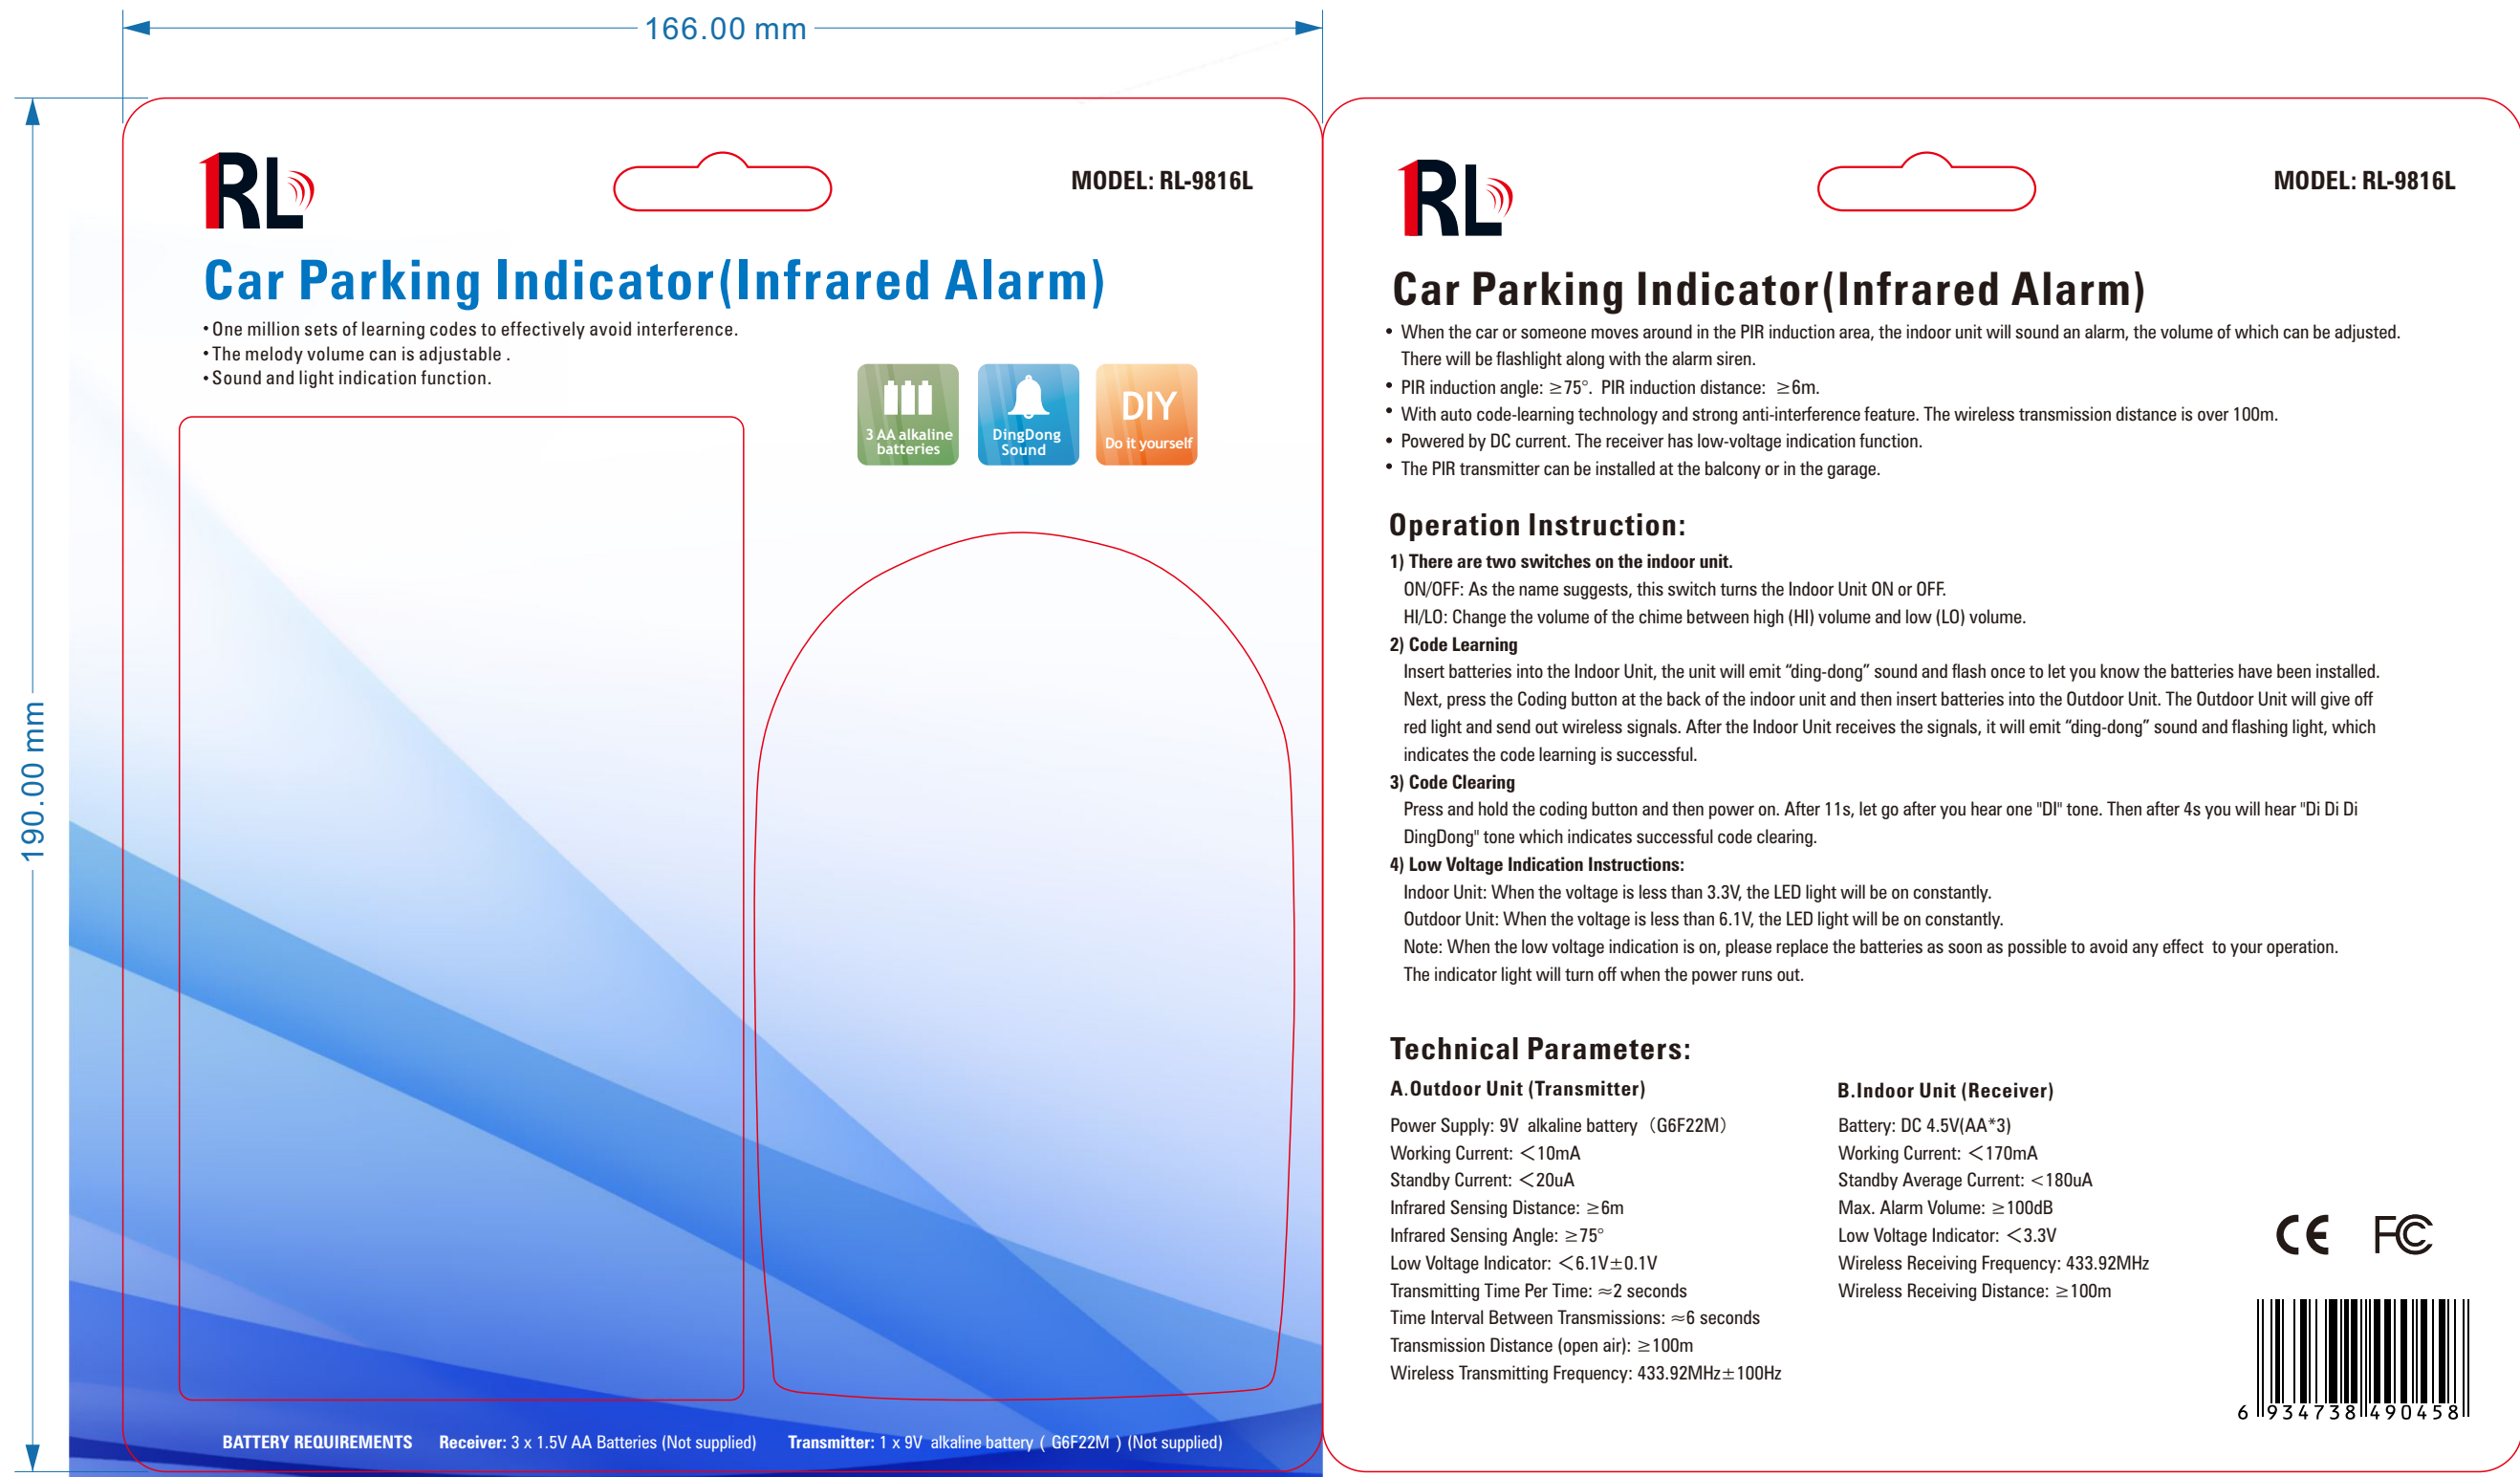 166.00 mm
190.00 mm
RL
MODEL: RL-9816L
Car Parking Indicator(Infrared Alarm)
• One million sets of learning codes to effectively avoid interference.
• The melody volume can is adjustable .
• Sound and light indication function.
3 AA alkaline
batteries
DingDong
Sound
DIY
Do it yourself
BATTERY REQUIREMENTS Receiver: 3 x 1.5V AA Batteries (Not supplied) Transmitter: 1 x 9V alkaline battery ( G6F22M ) (Not supplied)
RL
MODEL: RL-9816L
Car Parking Indicator(Infrared Alarm)
• When the car or someone moves around in the PIR induction area, the indoor unit will sound an alarm, the volume of which can be adjusted.
There will be flashlight along with the alarm siren.
• PIR induction angle: ≥75°. PIR induction distance: ≥6m.
• With auto code-learning technology and strong anti-interference feature. The wireless transmission distance is over 100m.
• Powered by DC current. The receiver has low-voltage indication function.
• The PIR transmitter can be installed at the balcony or in the garage.
Operation Instruction:
1) There are two switches on the indoor unit.
ON/OFF: As the name suggests, this switch turns the Indoor Unit ON or OFF.
HI/LO: Change the volume of the chime between high (HI) volume and low (LO) volume.
2) Code Learning
Insert batteries into the Indoor Unit, the unit will emit “ding-dong” sound and flash once to let you know the batteries have been installed.
Next, press the Coding button at the back of the indoor unit and then insert batteries into the Outdoor Unit. The Outdoor Unit will give off
red light and send out wireless signals. After the Indoor Unit receives the signals, it will emit “ding-dong” sound and flashing light, which
indicates the code learning is successful.
3) Code Clearing
Press and hold the coding button and then power on. After 11s, let go after you hear one "DI" tone. Then after 4s you will hear "Di Di Di
DingDong" tone which indicates successful code clearing.
4) Low Voltage Indication Instructions:
Indoor Unit: When the voltage is less than 3.3V, the LED light will be on constantly.
Outdoor Unit: When the voltage is less than 6.1V, the LED light will be on constantly.
Note: When the low voltage indication is on, please replace the batteries as soon as possible to avoid any effect to your operation.
The indicator light will turn off when the power runs out.
Technical Parameters:
A.Outdoor Unit (Transmitter)
Power Supply: 9V alkaline battery（G6F22M）
Working Current: ＜10mA
Standby Current: ＜20uA
Infrared Sensing Distance: ≥6m
Infrared Sensing Angle: ≥75°
Low Voltage Indicator: ＜6.1V±0.1V
Transmitting Time Per Time: ≈2 seconds
Time Interval Between Transmissions: ≈6 seconds
Transmission Distance (open air): ≥100m
Wireless Transmitting Frequency: 433.92MHz±100Hz
B.Indoor Unit (Receiver)
Battery: DC 4.5V(AA*3)
Working Current: ＜170mA
Standby Average Current: <180uA
Max. Alarm Volume: ≥100dB
Low Voltage Indicator: ＜3.3V
Wireless Receiving Frequency: 433.92MHz
Wireless Receiving Distance: ≥100m
CE FC
6 934738 490458